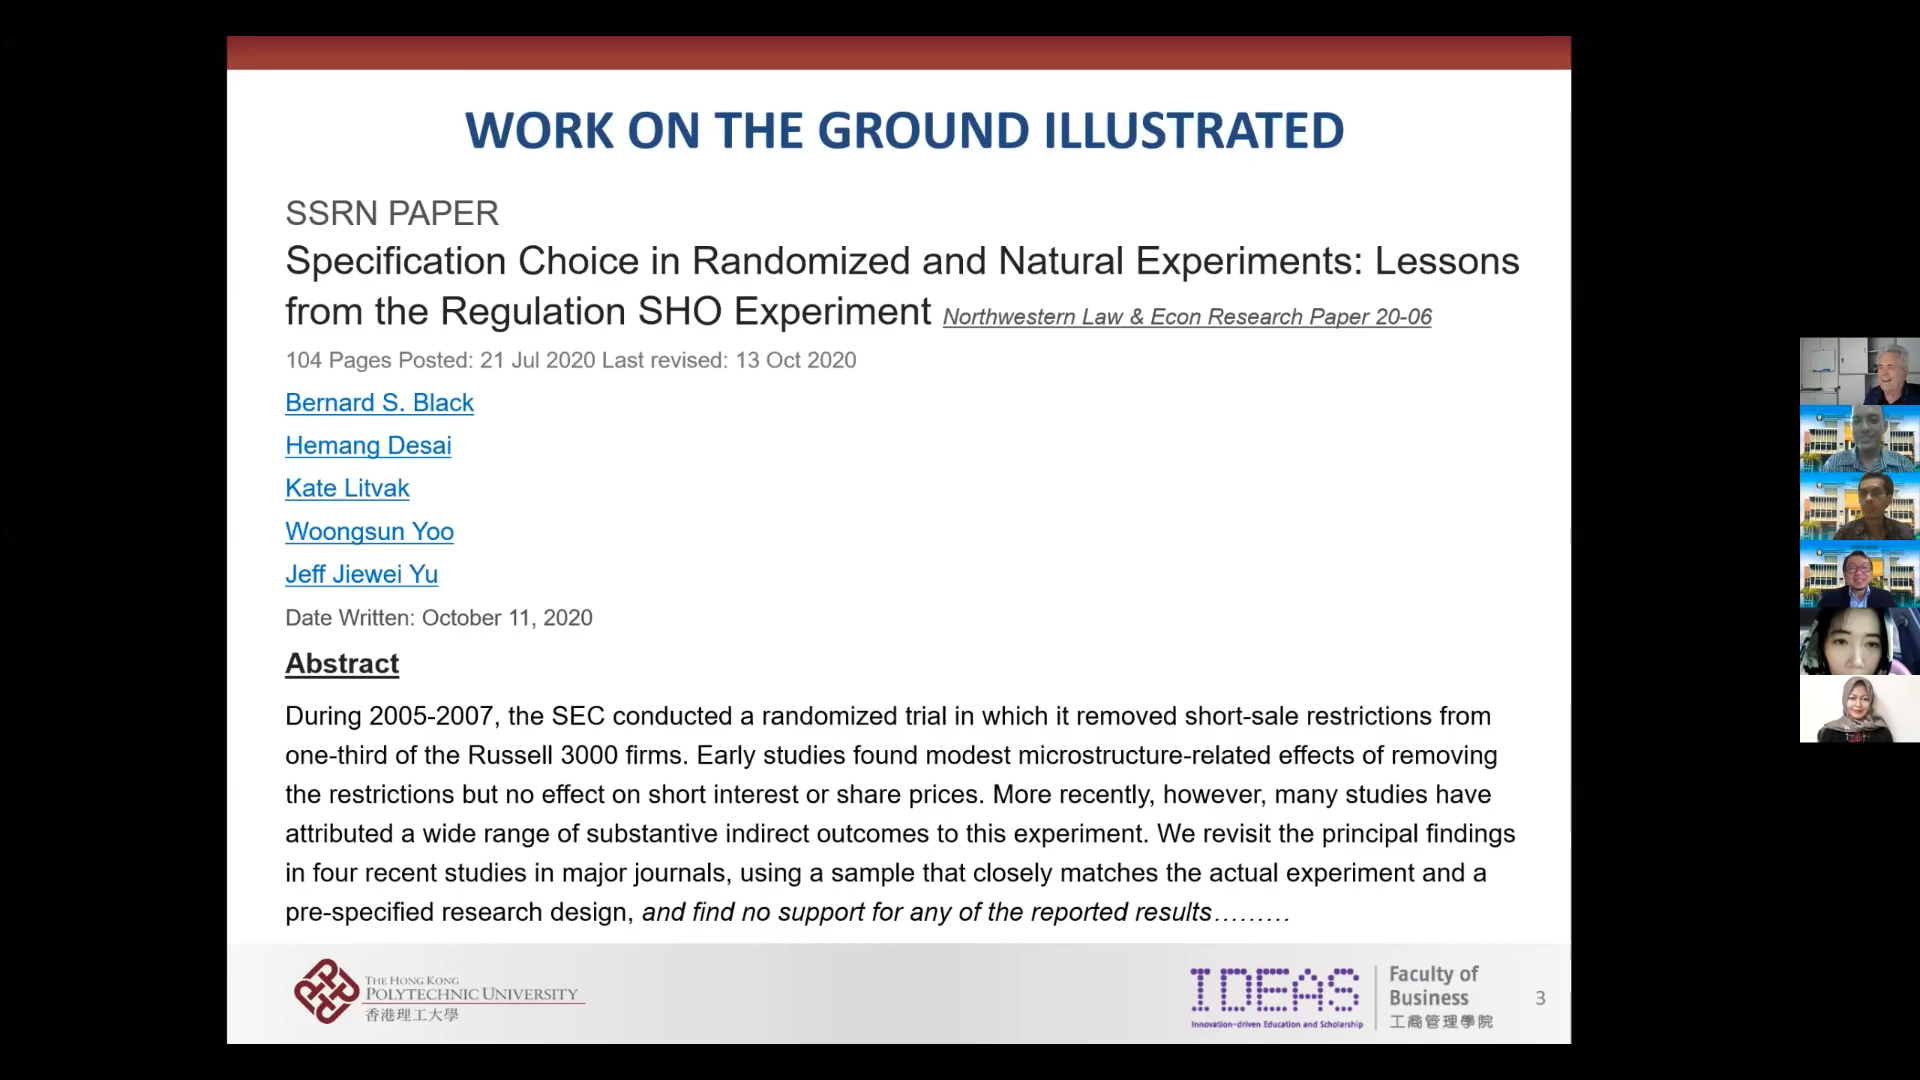 WORK ON THE GROUND ILLUSTRATED
SSRN PAPER
Specification Choice in Randomized and Natural Experiments: Lessons
from the Regulation SHO Experiment Northwestern Law & Econ Research Paper 20-06
104 Pages Posted: 21 Jul 2020 Last revised: 13 Oct 2020
Bernard S. Black
Hemang Desai
Kate Litvak
Woongsun Yoo
Jeff Jiewei Yu
Date Written: October 11, 2020
Abstract
During 2005-2007, the SEC conducted a randomized trial in which it removed short-sale restrictions from
one-third of the Russell 3000 firms. Early studies found modest microstructure-related effects of removing
the restrictions but no effect on short interest or share prices. More recently, however, many studies have
attributed a wide range of substantive indirect outcomes to this experiment. We revisit the principal findings
in four recent studies in major journals, using a sample that closely matches the actual experiment and a
pre-specified research design, and find no support for any of the reported results………
THE HONG KONG
POLYTECHNIC UNIVERSITY
香港理工大學
IDEAS
Innovation-driven Education and Scholarship
Faculty of
Business
工商管理學院
3